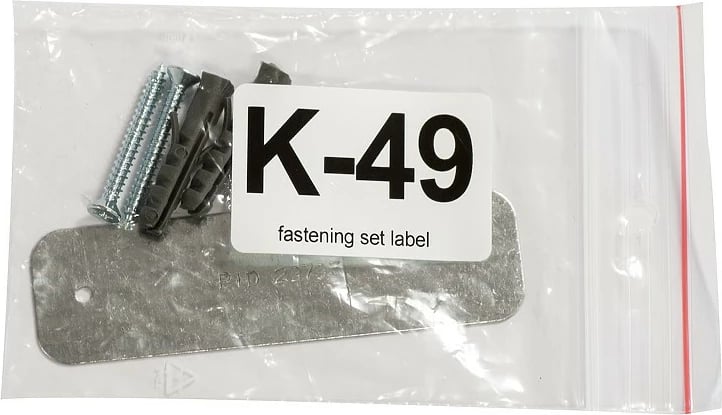 K-49
fastening set label